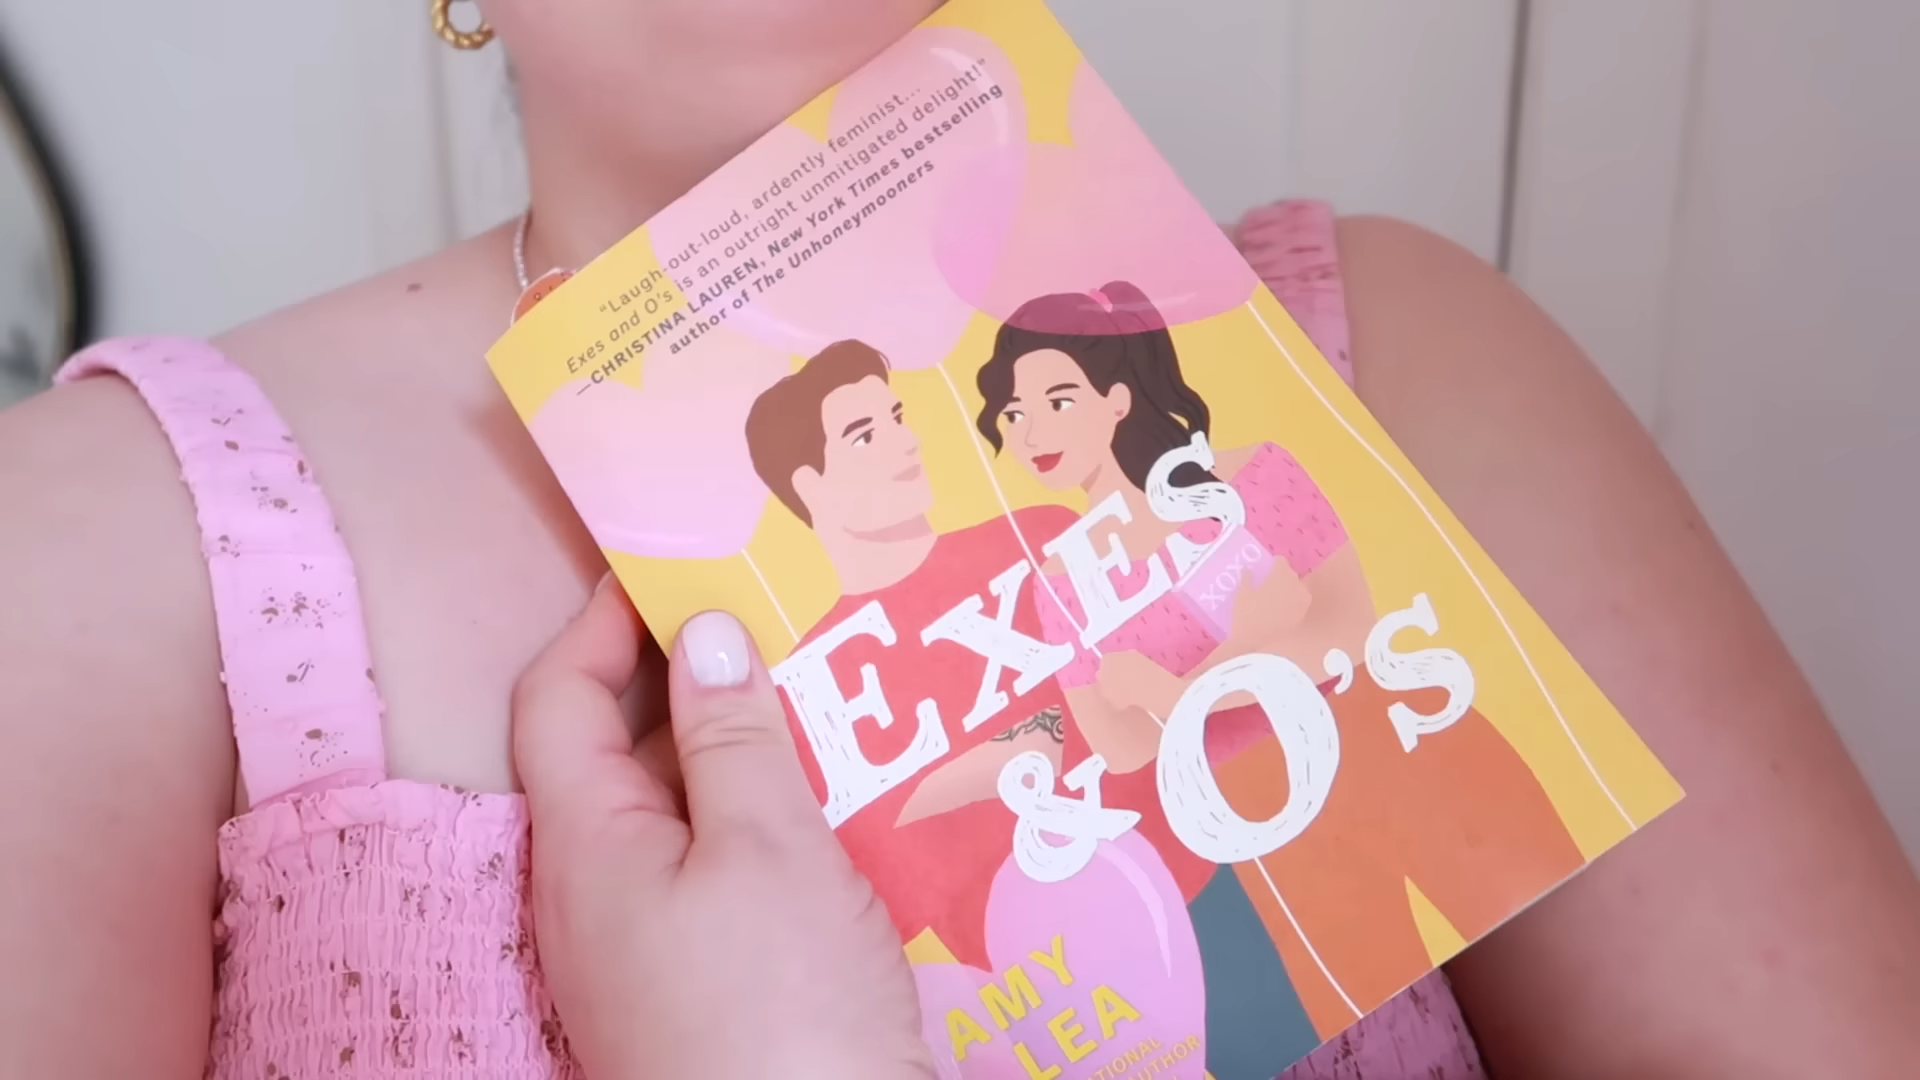 “Laugh-out-loud, ardently feminist...
Exes and O's is an outright unmitigated delight!”
—CHRISTINA LAUREN, New York Times bestselling
author of The Unhoneymooners
EXES
XOXO
& O'S
AMY
LEA
AUTHOR